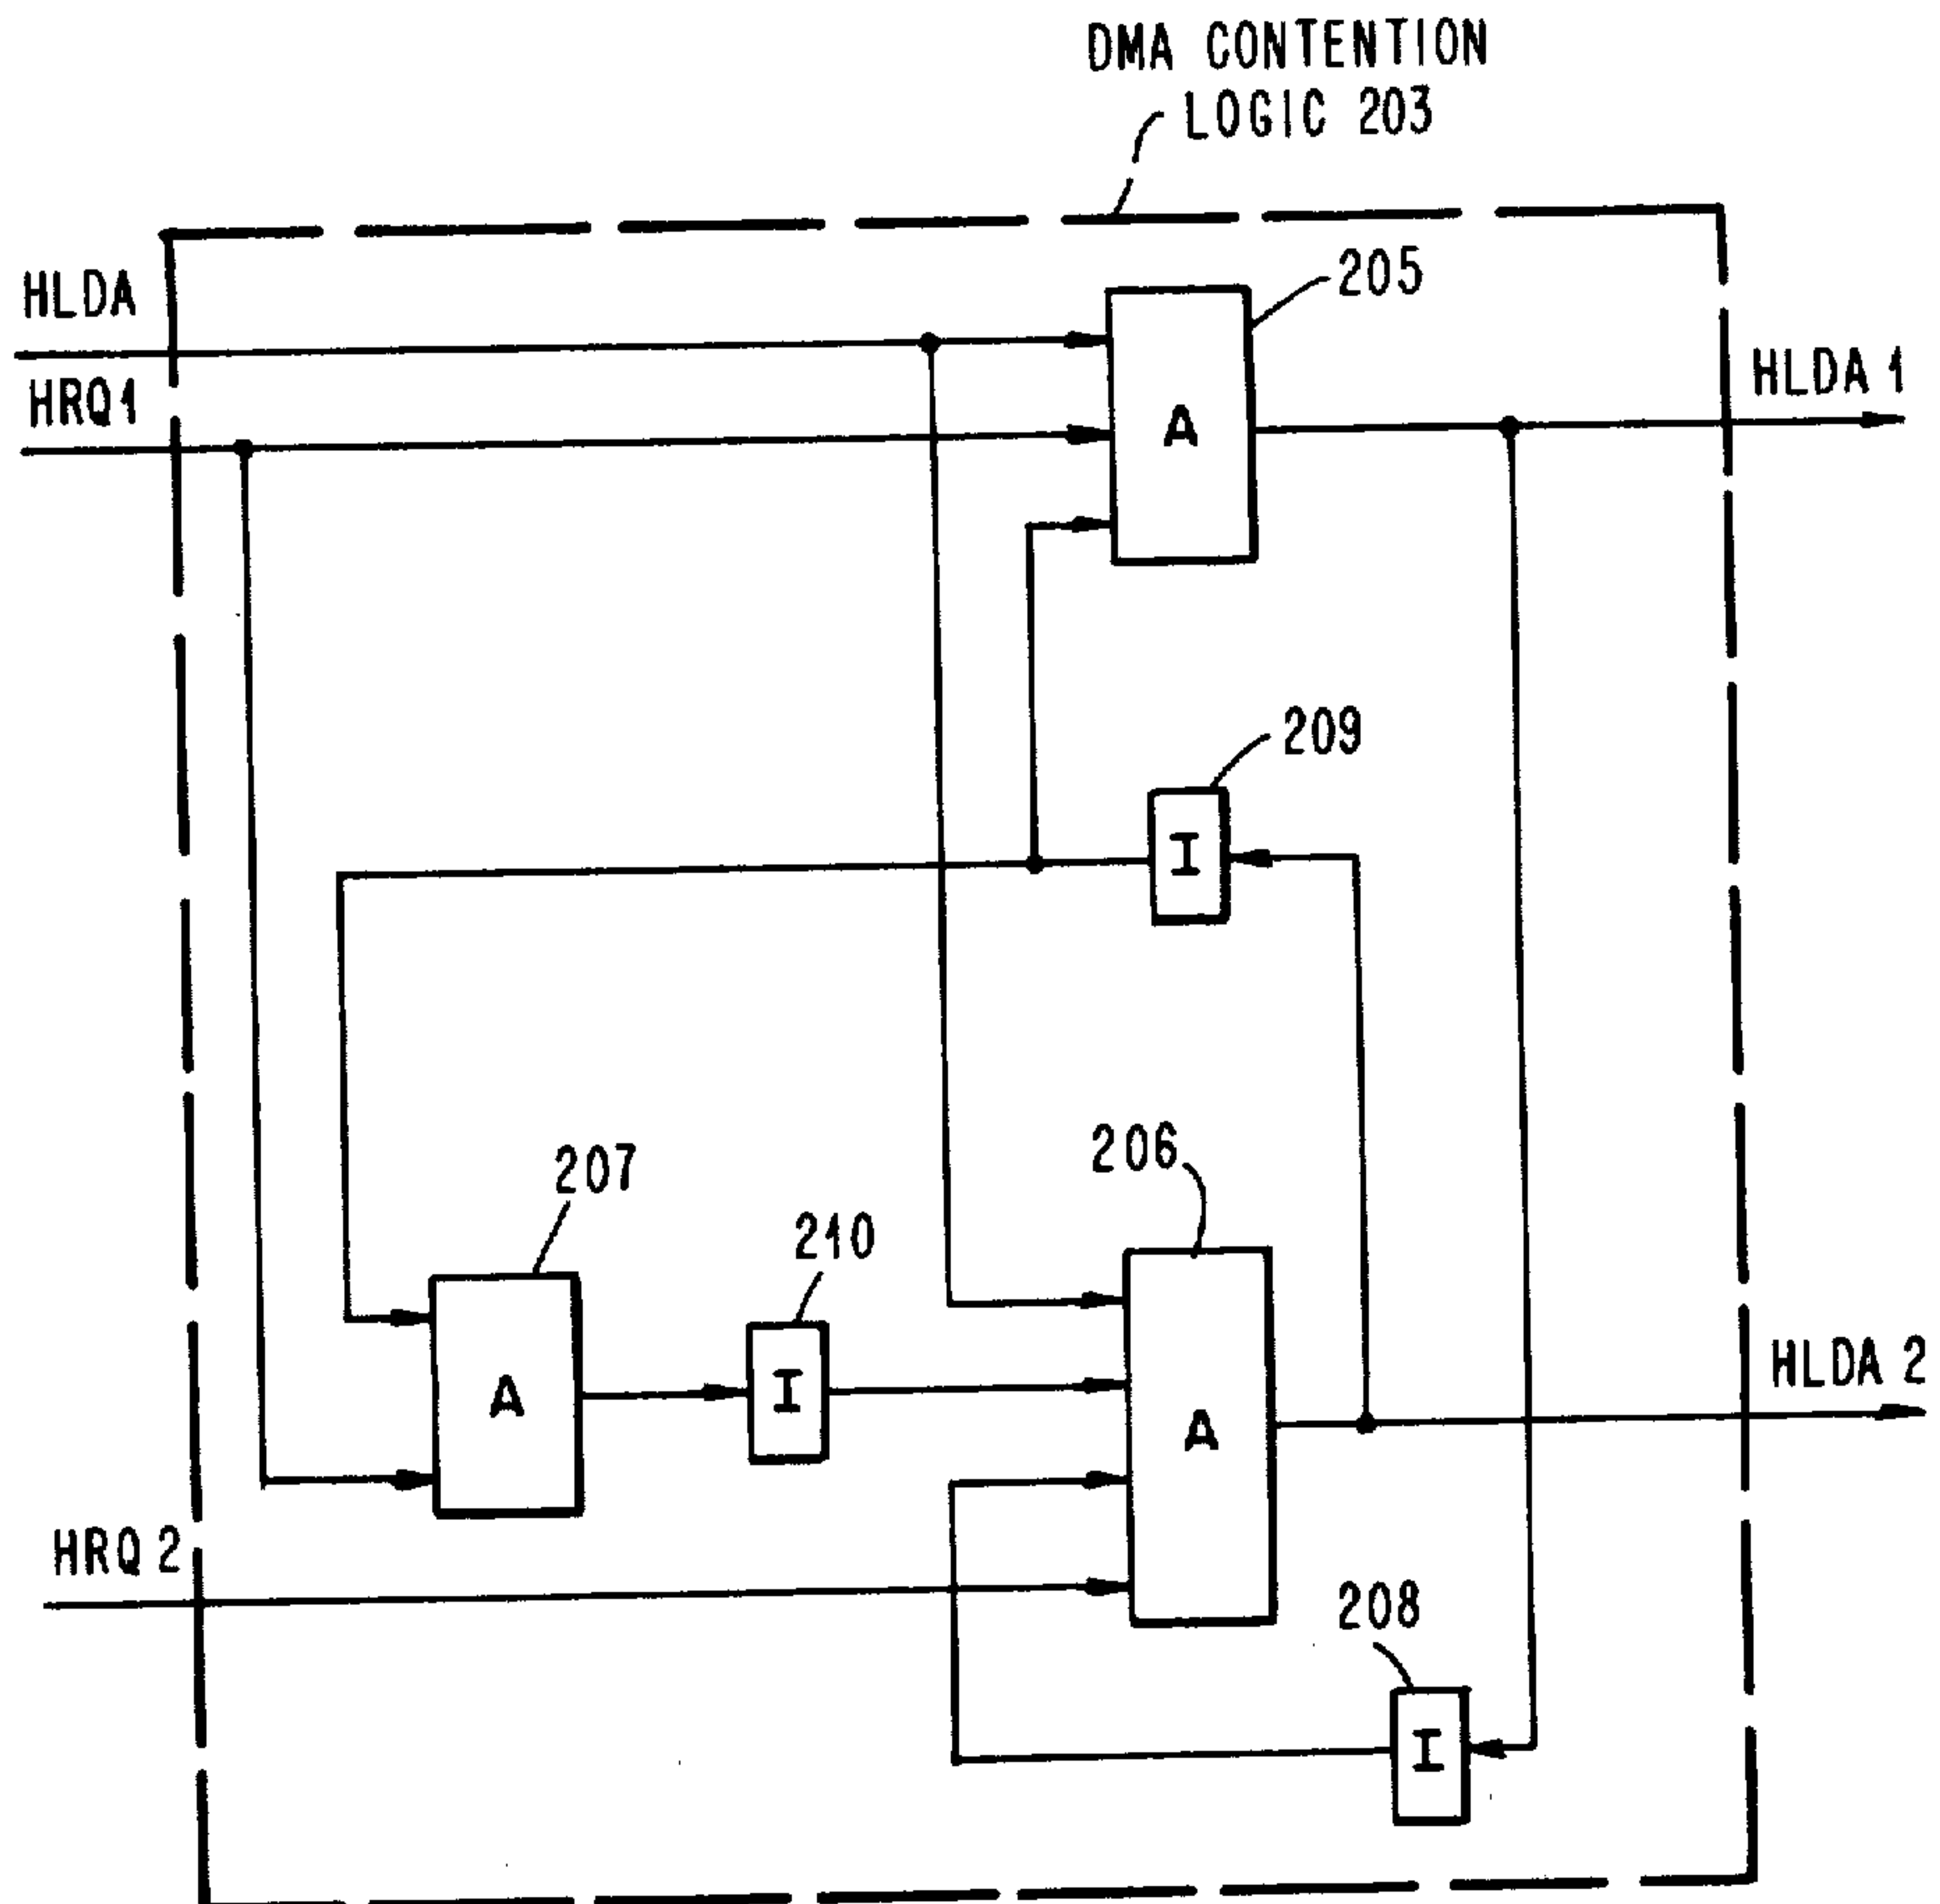 DMA CONTENTION
LOGIC 203
HLDA
205
HRQ1
HLDA 1
A
209
I
207
206
210
A
I
A
HLDA 2
HRQ 2
208
I